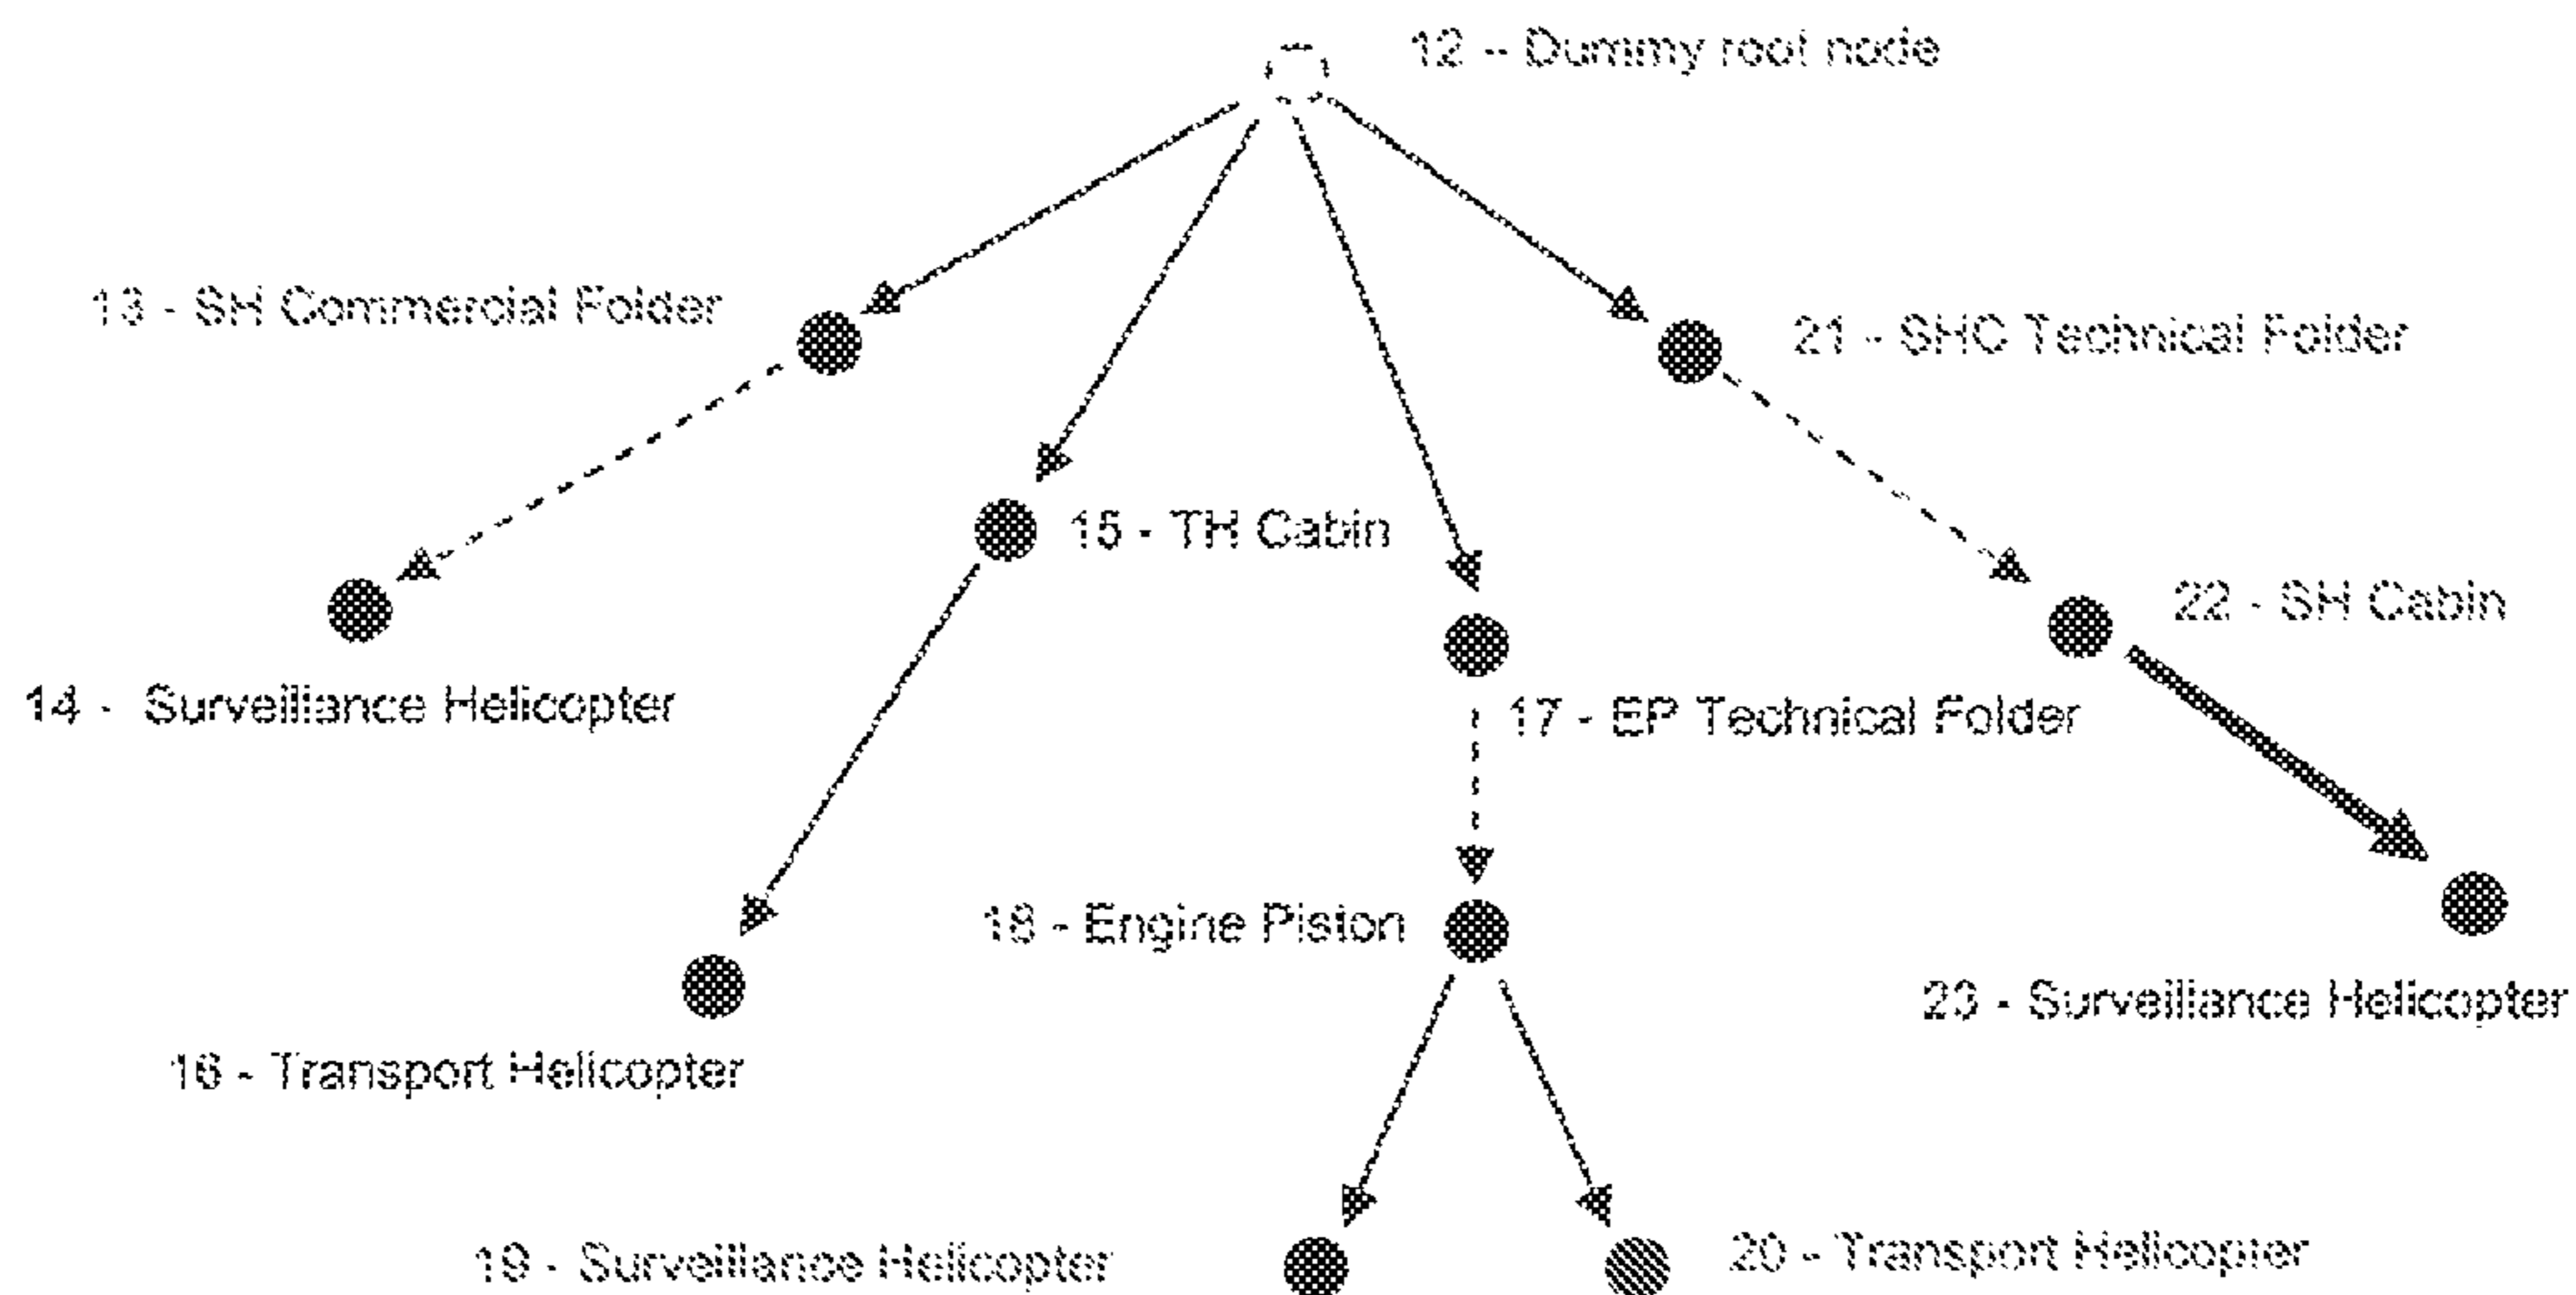 12 - Dummy root node
13 - SH Commercial Folder
21 - SHC Technical Folder
15 - TH Cabin
22 - SH Cabin
14 - Surveillance Helicopter
17 - EP Technical Folder
18 - Engine Piston
23 - Surveillance Helicopter
16 - Transport Helicopter
19 - Surveillance Helicopter
20 - Transport Helicopter